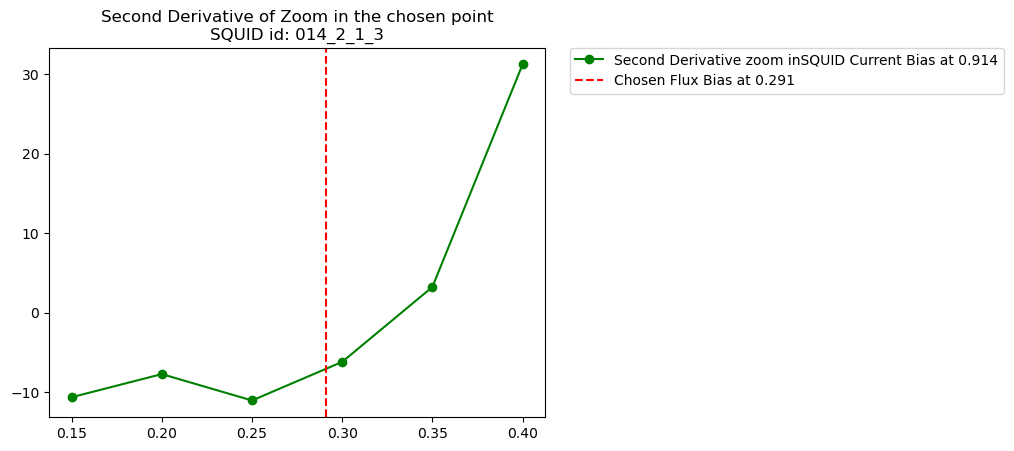 Second Derivative of Zoom in the chosen point
SQUID id: 014_2_1_3
Second Derivative zoom inSQUID Current Bias at 0.914
Chosen Flux Bias at 0.291
30
20
10
0
−10
0.15 0.20 0.25 0.30 0.35 0.40